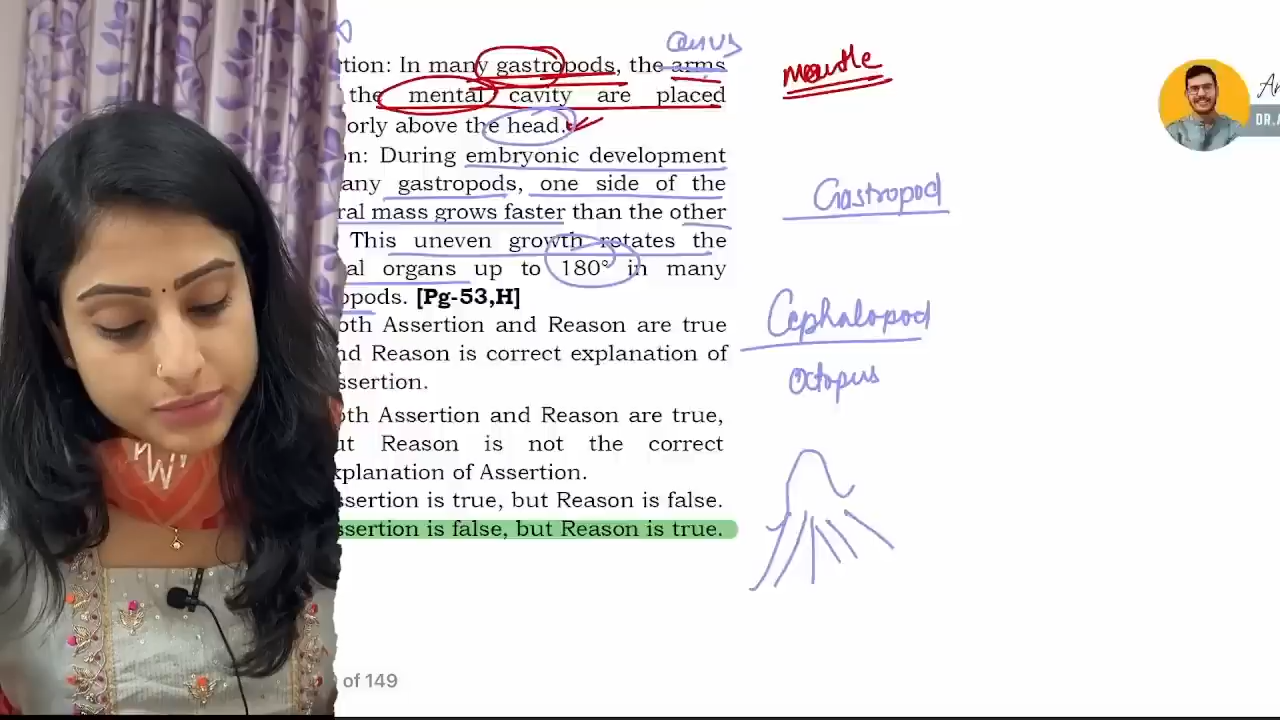 anus
rtion: In many gastropods, the arms
the mental cavity are placed
orly above the head.
mantle
An
DR.A
on: During embryonic development
any gastropods, one side of the
ral mass grows faster than the other
This uneven growth rotates the
al organs up to 180° in many
opods. [Pg-53,H]
oth Assertion and Reason are true
nd Reason is correct explanation of
ssertion.
oth Assertion and Reason are true,
ut Reason is not the correct
xplanation of Assertion.
ssertion is true, but Reason is false.
ssertion is false, but Reason is true.
Gastropod
Cephalopod
Octopus
of 149